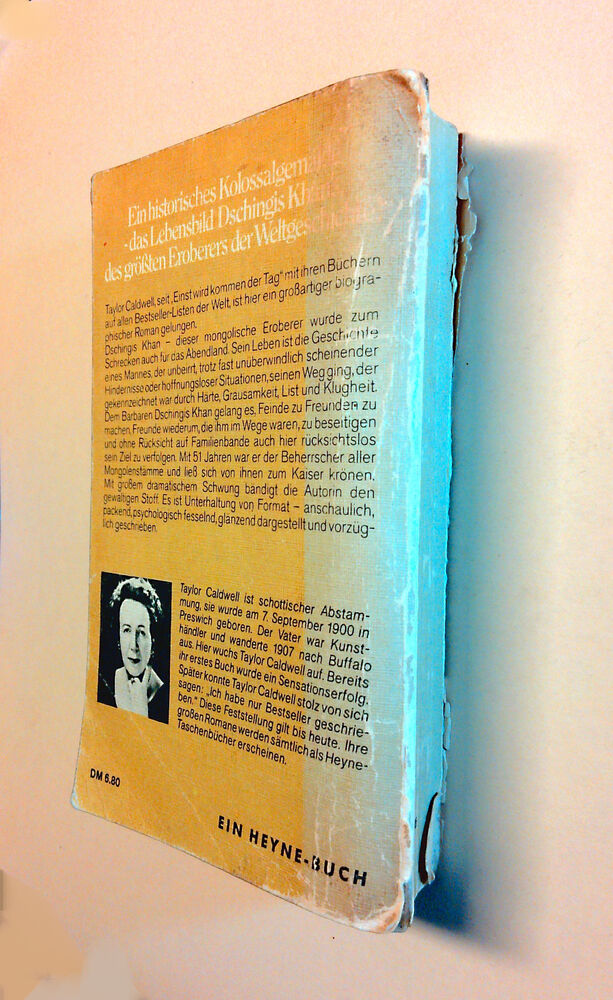 Ein historisches Kolossalgemälde
- das Lebensbild Dschingis Khans,
des größten Eroberers der Weltgeschichte
Taylor Caldwell, seit „Einst wird kommen der Tag“ mit ihren Büchern
auf allen Bestseller-Listen der Welt, ist hier ein großartiger biogra-
phischer Roman gelungen.
Dschingis Khan – dieser mongolische Eroberer wurde zum
Schrecken auch für das Abendland. Sein Leben ist die Geschichte
eines Mannes, der unbeirrt, trotz fast unüberwindlich scheinender
Hindernisse oder hoffnungsloser Situationen, seinen Weg ging, der
gekennzeichnet war durch Härte, Grausamkeit, List und Klugheit.
Dem Barbaren Dschingis Khan gelang es, Feinde zu Freunden zu
machen, Freunde wiederum, die ihm im Wege waren, zu beseitigen
und ohne Rücksicht auf Familienbande auch hier rücksichtslos
sein Ziel zu verfolgen. Mit 51 Jahren war er der Beherrscher aller
Mongolenstämme und ließ sich von ihnen zum Kaiser krönen.
Mit großem dramatischem Schwung bändigt die Autorin den
gewaltigen Stoff. Es ist Unterhaltung von Format – anschaulich,
packend, psychologisch fesselnd, glänzend dargestellt und vorzüg-
lich geschrieben.
Taylor Caldwell ist schottischer Abstam-
mung, sie wurde am 7. September 1900 in
Preswich geboren. Der Vater war Kunst-
händler und wanderte 1907 nach Buffalo
aus. Hier wuchs Taylor Caldwell auf. Bereits
ihr erstes Buch wurde ein Sensationserfolg.
Später konnte Taylor Caldwell stolz von sich
sagen: „Ich habe nur Bestseller geschrie-
ben.“ Diese Feststellung gilt bis heute. Ihre
großen Romane werden sämtlich als Heyne-
Taschenbücher erscheinen.
DM 6.80
EIN HEYNE-BUCH